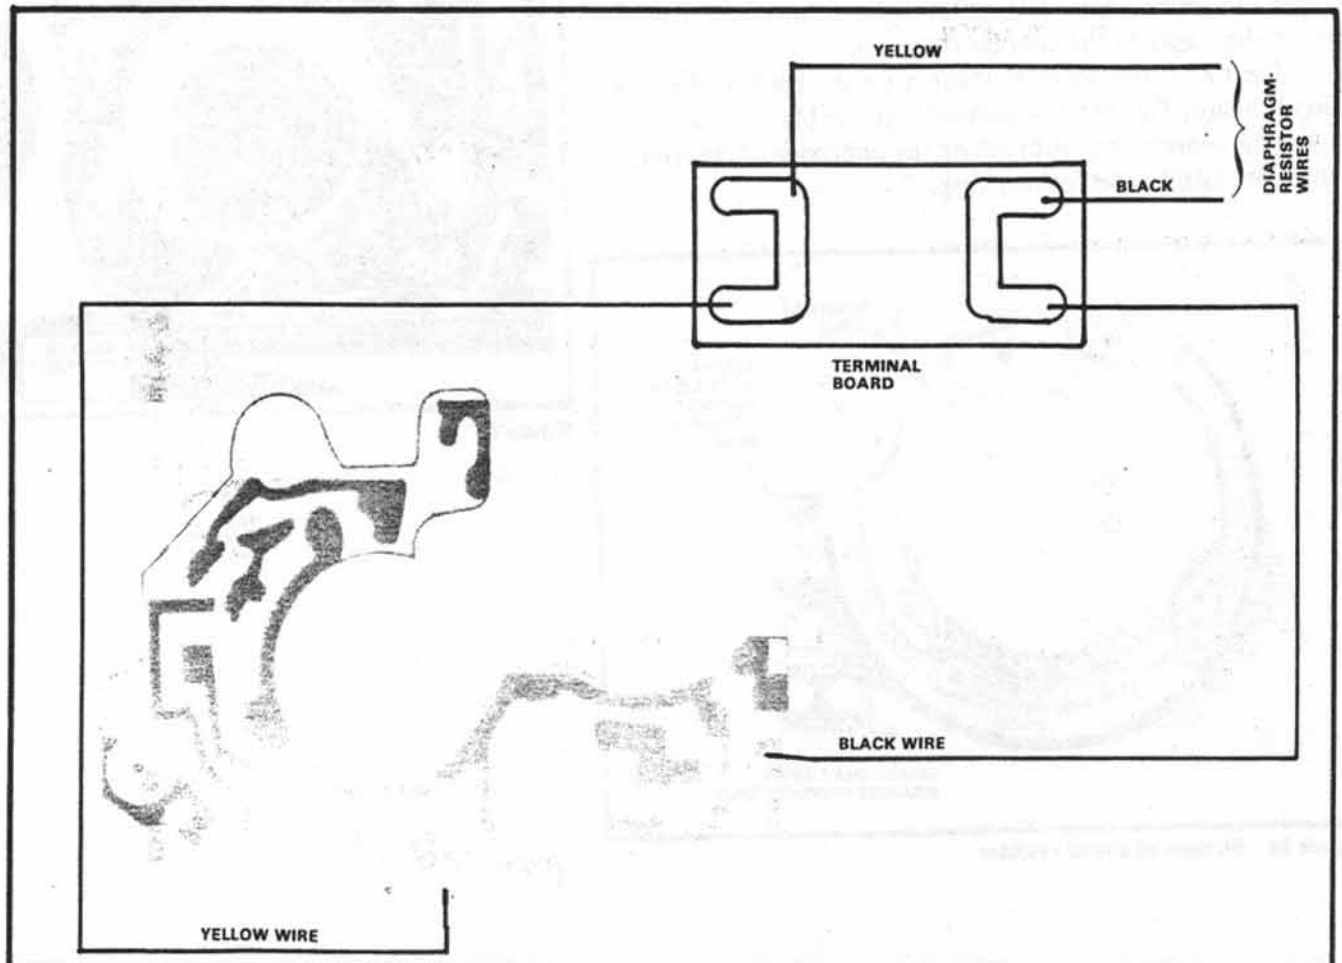 YELLOW
BLACK
DIAPHRAGM-
RESISTOR
WIRES
TERMINAL
BOARD
BLACK WIRE
YELLOW WIRE